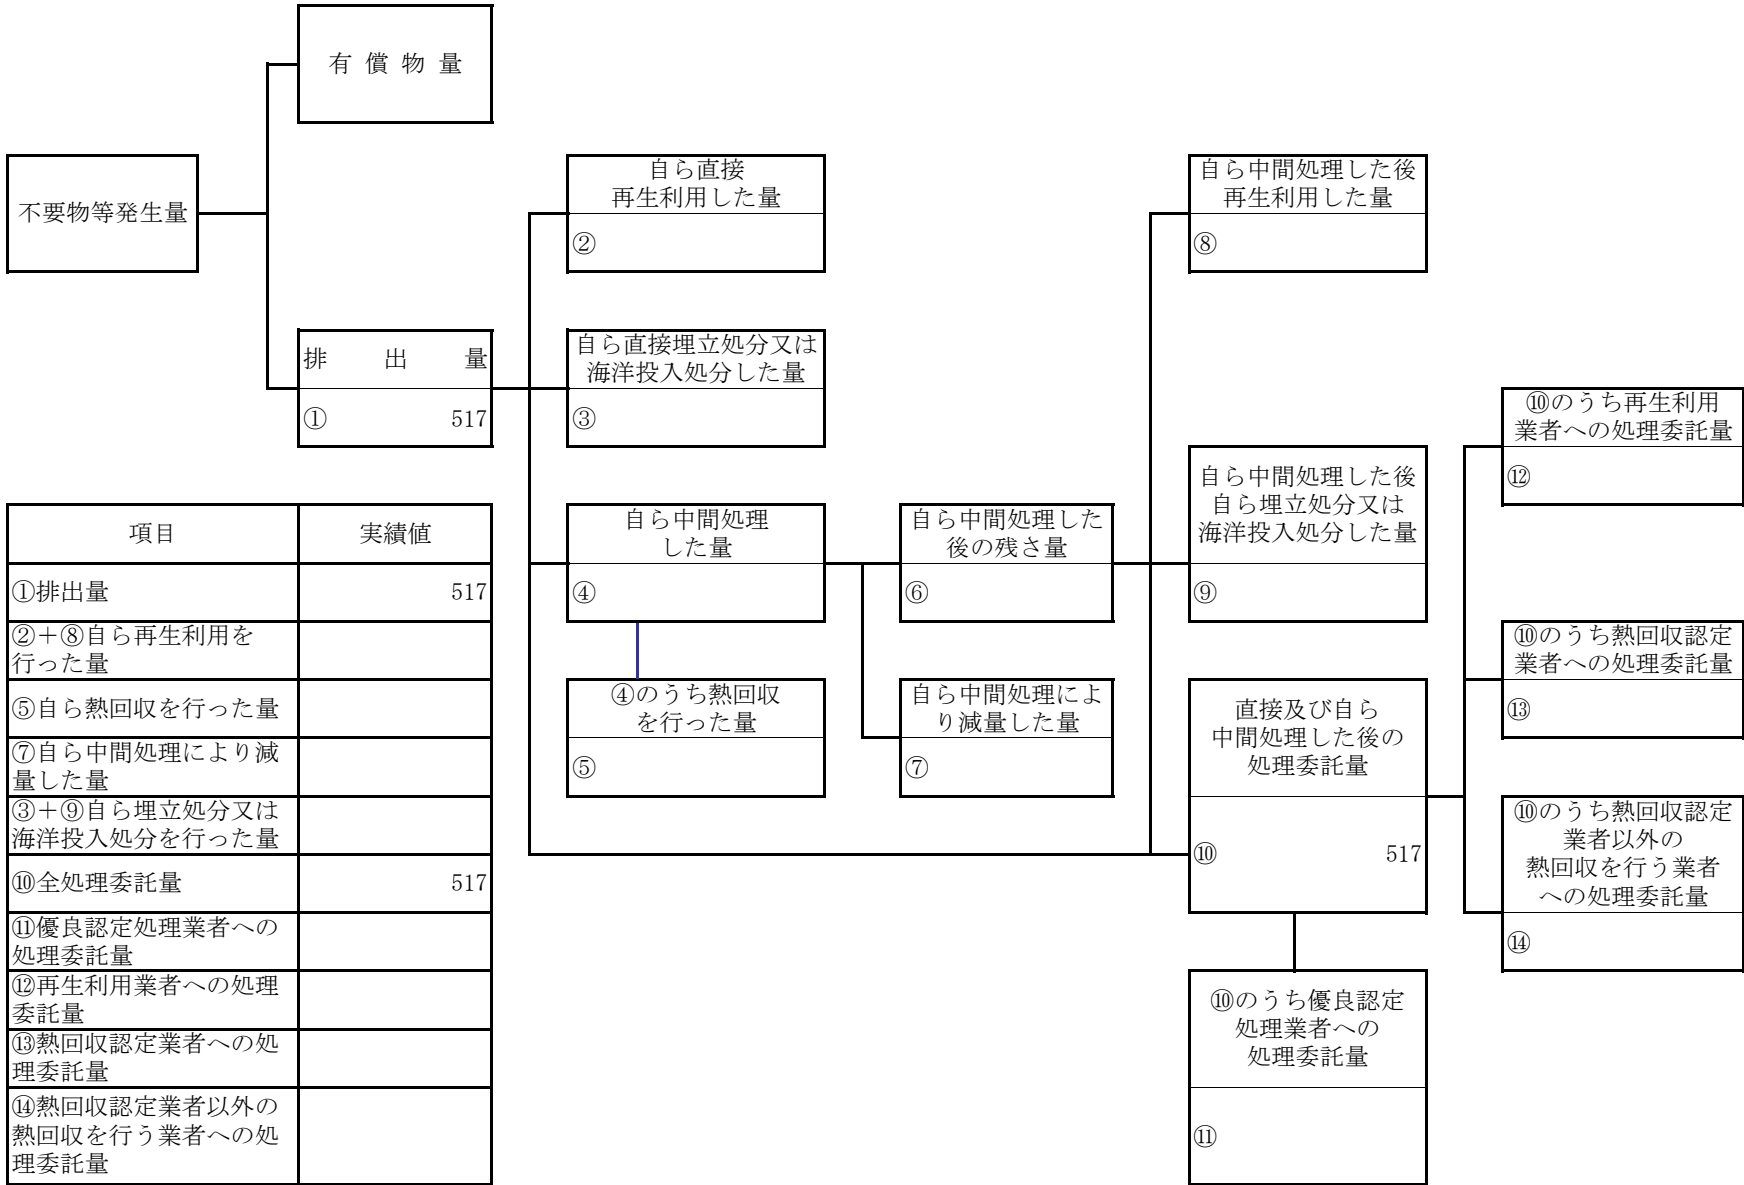 有 償 物 量
不要物等発生量
自ら直接
再生利用した量
②
自ら中間処理した後
再生利用した量
⑧
排 出 量
① 517
自ら直接埋立処分又は
海洋投入処分した量
③
⑩のうち再生利用
業者への処理委託量
⑫
自ら中間処理した後
自ら埋立処分又は
海洋投入処分した量
⑨
自ら中間処理
した量
④
自ら中間処理した
後の残さ量
⑥
⑩のうち熱回収認定
業者への処理委託量
⑬
④のうち熱回収
を行った量
⑤
自ら中間処理によ
り減量した量
⑦
直接及び自ら
中間処理した後の
処理委託量
⑩ 517
⑩のうち熱回収認定
業者以外の
熱回収を行う業者
への処理委託量
⑭
⑩のうち優良認定
処理業者への
処理委託量
⑪
項目 実績値
①排出量 517
②＋⑧自ら再生利用を
行った量
⑤自ら熱回収を行った量
⑦自ら中間処理により減
量した量
③＋⑨自ら埋立処分又は
海洋投入処分を行った量
⑩全処理委託量 517
⑪優良認定処理業者への
処理委託量
⑫再生利用業者への処理
委託量
⑬熱回収認定業者への処
理委託量
⑭熱回収認定業者以外の
熱回収を行う業者への処
理委託量